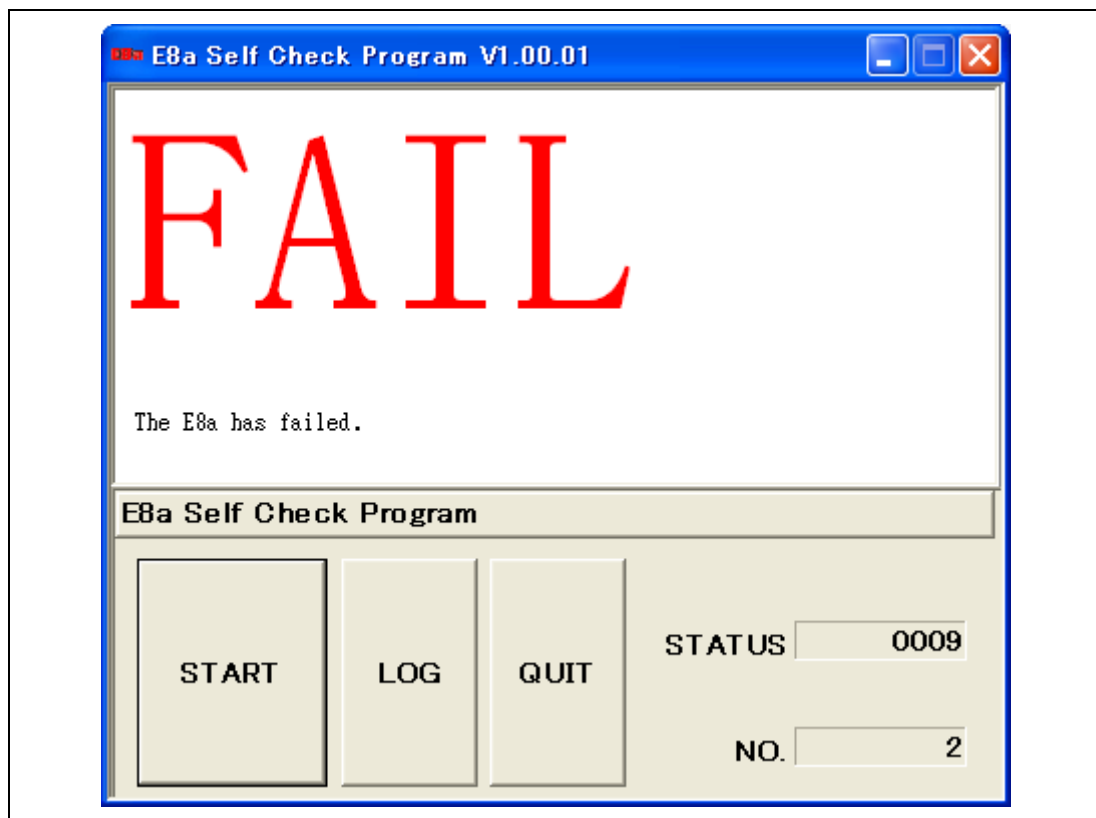 E8a E8a Self Check Program V1.00.01
FAIL
The E8a has failed.
E8a Self Check Program
START LOG QUIT
STATUS 0009
NO. 2